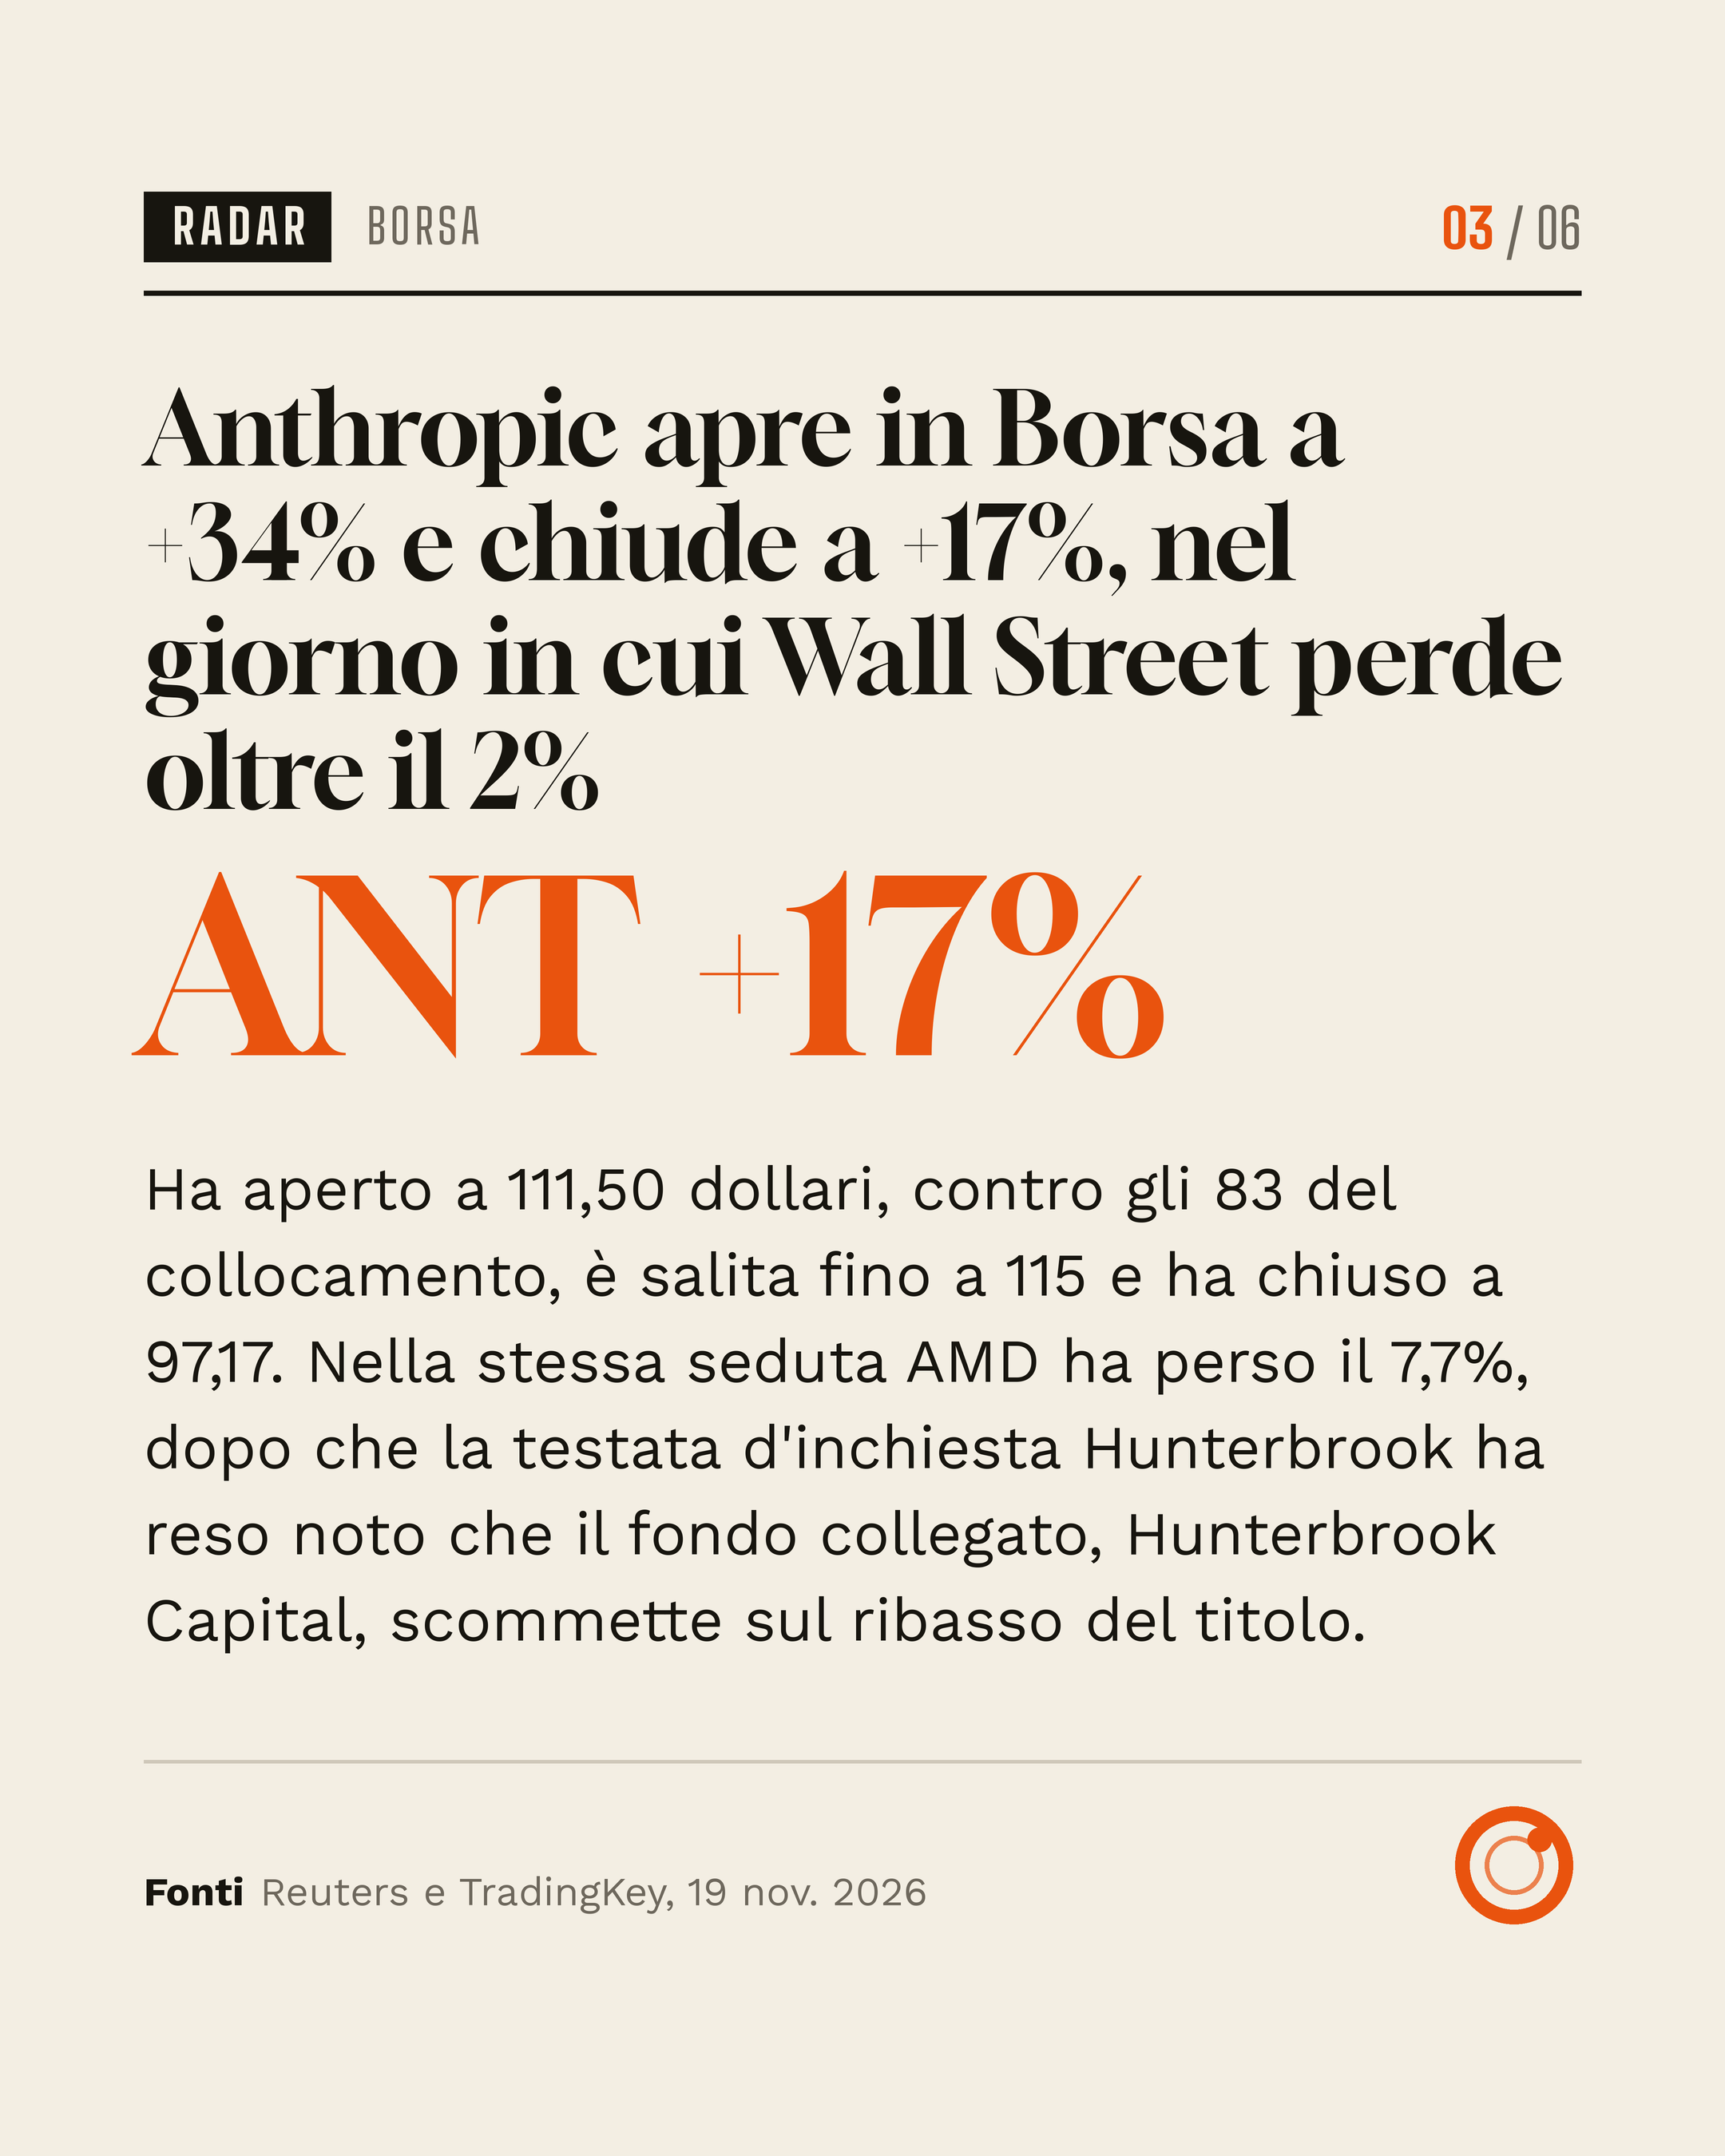 RADAR BORSA 03 / 06
Anthropic apre in Borsa a
+34% e chiude a +17%, nel
giorno in cui Wall Street perde
oltre il 2%
ANT +17%
Ha aperto a 111,50 dollari, contro gli 83 del
collocamento, è salita fino a 115 e ha chiuso a
97,17. Nella stessa seduta AMD ha perso il 7,7%,
dopo che la testata d'inchiesta Hunterbrook ha
reso noto che il fondo collegato, Hunterbrook
Capital, scommette sul ribasso del titolo.
Fonti Reuters e TradingKey, 19 nov. 2026